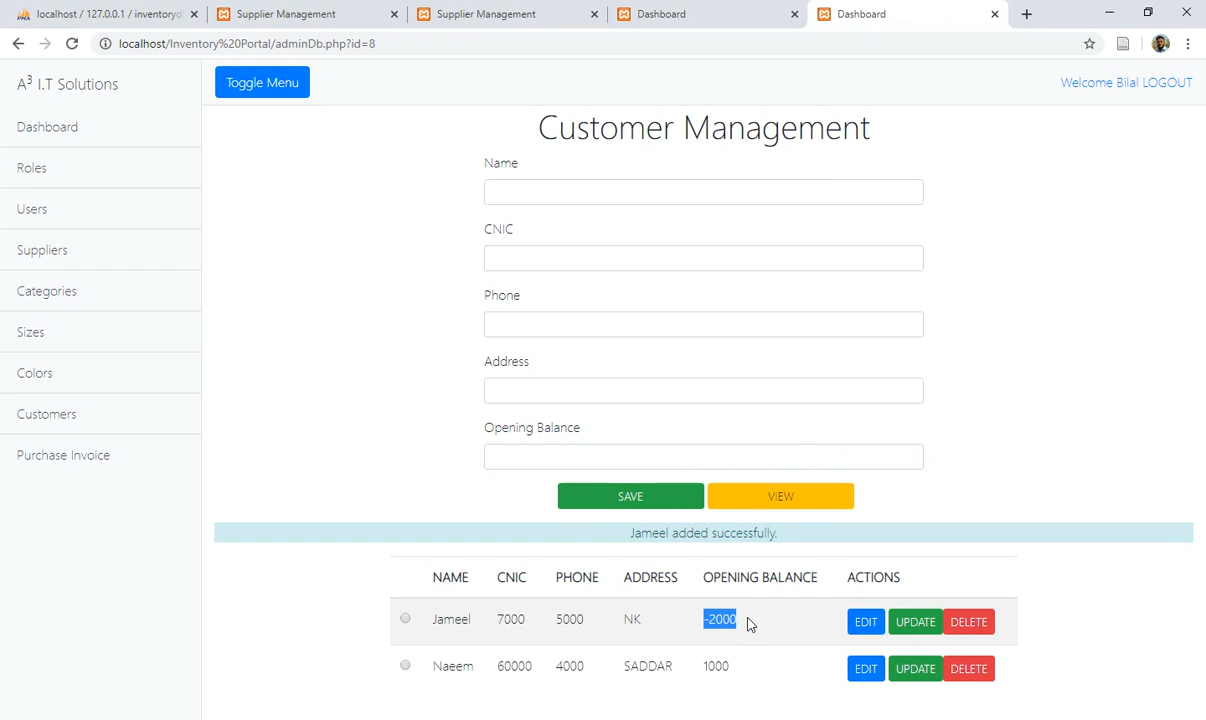 localhost / 127.0.0.1 / inventoryd
Supplier Management
Supplier Management
Dashboard
Dashboard
localhost/Inventory%20Portal/adminDb.php?id=8
A3 I.T Solutions
Toggle Menu
Welcome Bilal LOGOUT
Dashboard
Roles
Users
Suppliers
Categories
Sizes
Colors
Customers
Purchase Invoice
Customer Management
Name
CNIC
Phone
Address
Opening Balance
SAVE VIEW
Jameel added successfully.
NAME CNIC PHONE ADDRESS OPENING BALANCE ACTIONS
Jameel 7000 5000 NK -2000 EDIT UPDATE DELETE
Naeem 60000 4000 SADDAR 1000 EDIT UPDATE DELETE